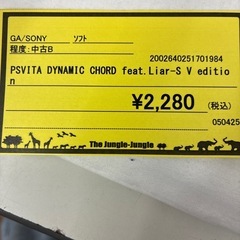 GA/SONY ソフト
程度:中古B
2002640251701984
PSVITA DYNAMIC CHORD feat.Liar-S V editio
n
¥2,280(税込)
050425
The Jungle-Jungle